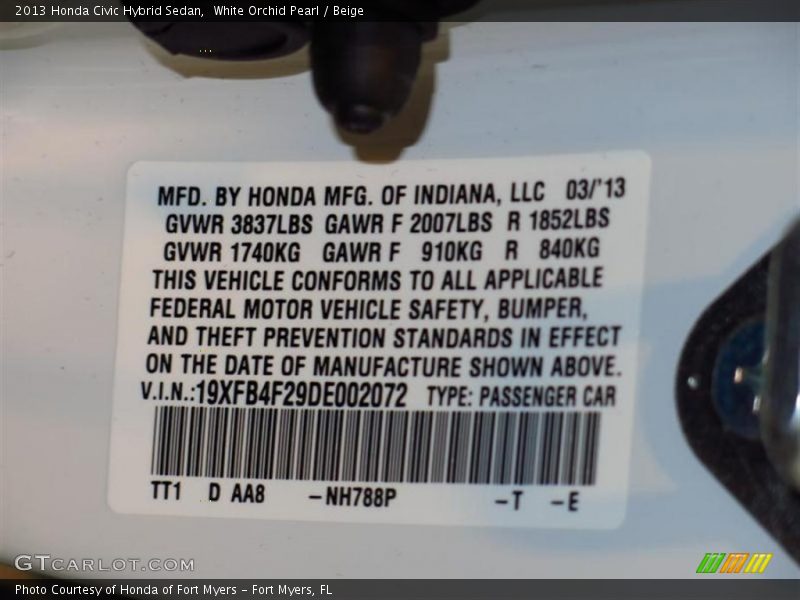 2013 Honda Civic Hybrid Sedan, White Orchid Pearl / Beige
MFD. BY HONDA MFG. OF INDIANA, LLC 03/'13
GVWR 3837LBS GAWR F 2007LBS R 1852LBS
GVWR 1740KG GAWR F 910KG R 840KG
THIS VEHICLE CONFORMS TO ALL APPLICABLE
FEDERAL MOTOR VEHICLE SAFETY, BUMPER,
AND THEFT PREVENTION STANDARDS IN EFFECT
ON THE DATE OF MANUFACTURE SHOWN ABOVE.
V.I.N.:19XFB4F29DE002072 TYPE: PASSENGER CAR
TT1 D AA8 –NH788P –T –E
GTCARLOT.COM
Photo Courtesy of Honda of Fort Myers – Fort Myers, FL